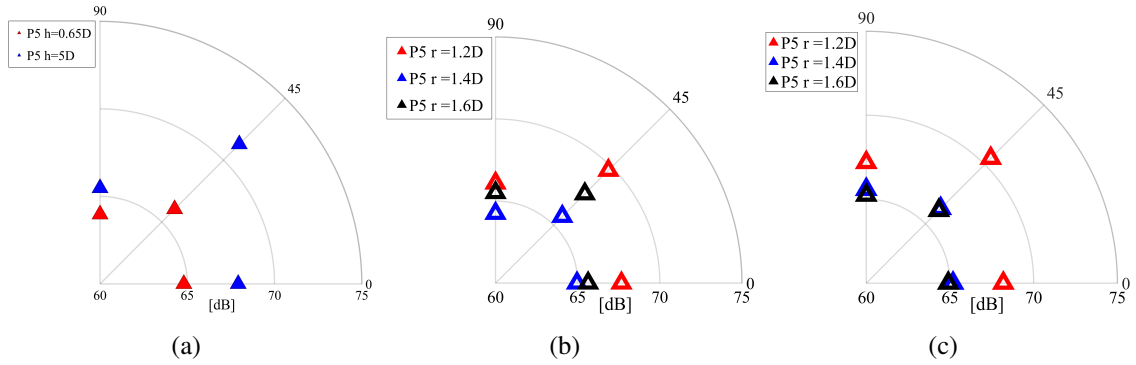 90
P5 h=0.65D
P5 h=5D
45
60
65
70
75
0
[dB]
(a)
90
P5 r =1.2D
P5 r =1.4D
P5 r =1.6D
45
60
65
70
75
0
[dB]
(b)
90
P5 r =1.2D
P5 r =1.4D
P5 r =1.6D
45
60
65
70
75
0
[dB]
(c)